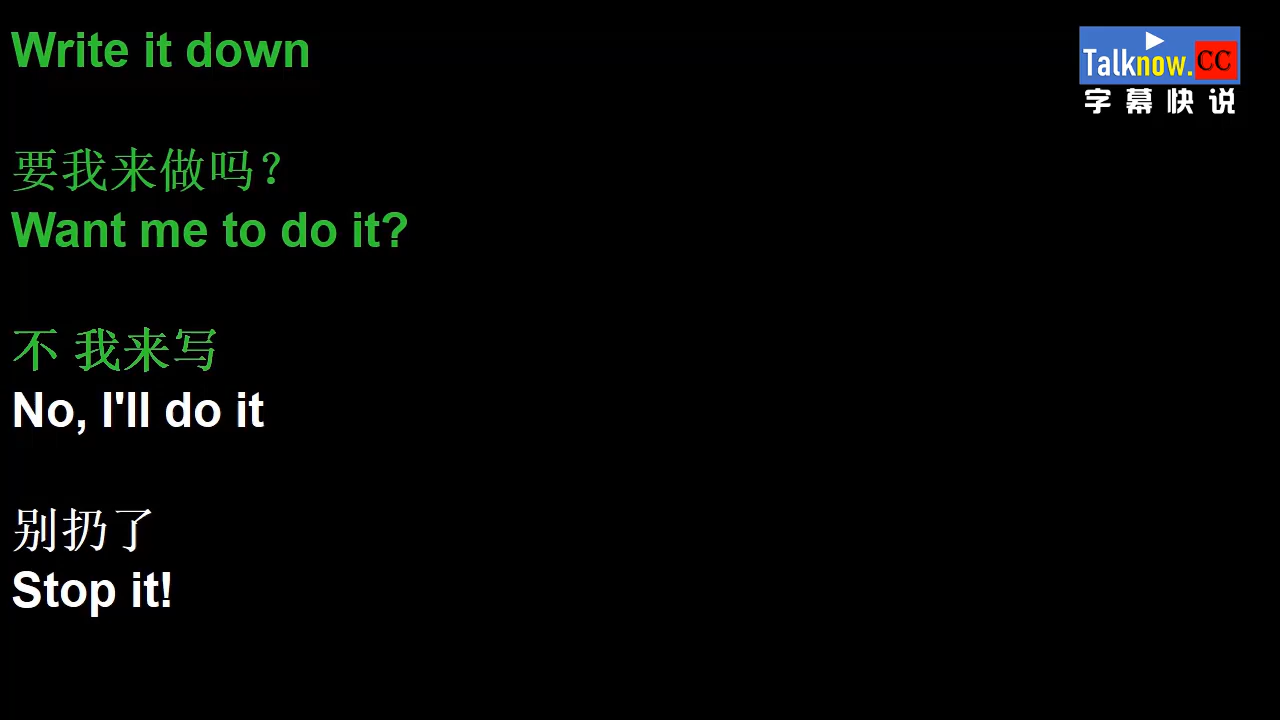 Write it down
Talknow.CC
字幕快说
要我来做吗？
Want me to do it?
不 我来写
No, I'll do it
别扔了
Stop it!